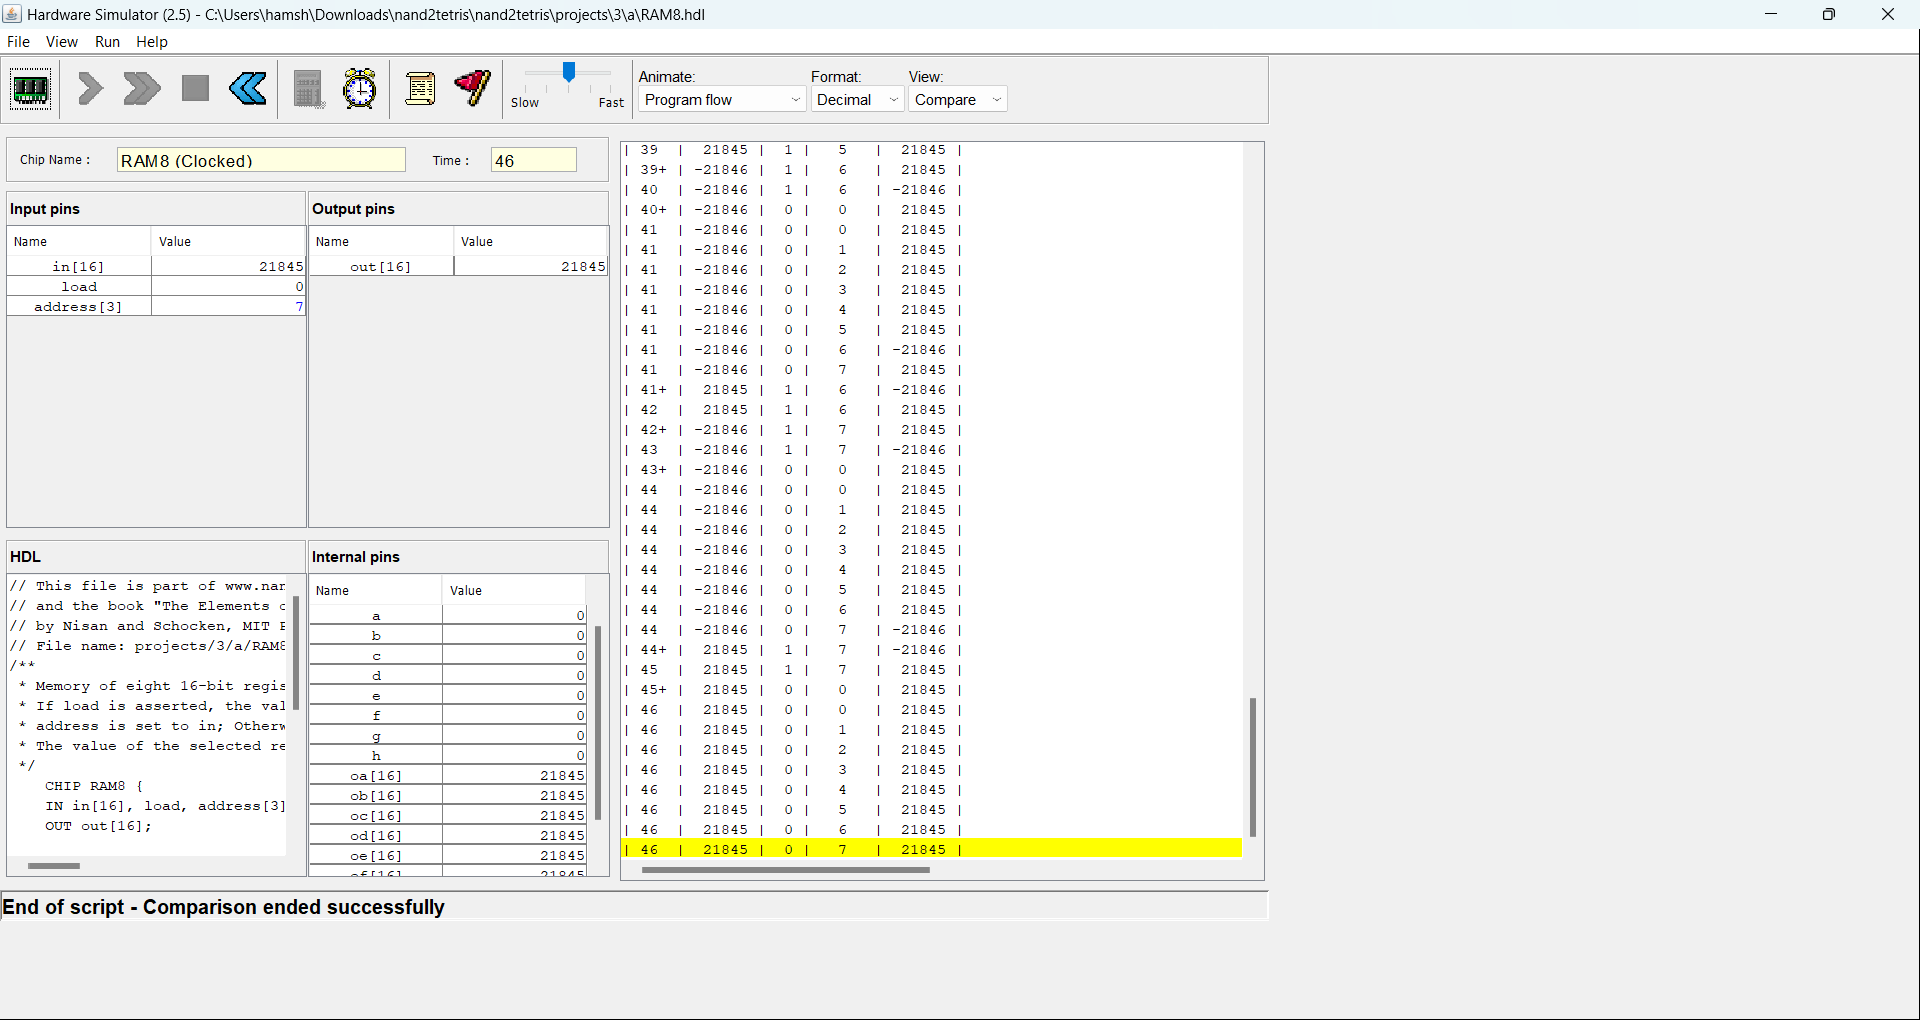 Hardware Simulator (2.5) - C:\Users\hamsh\Downloads\nand2tetris\nand2tetris\projects\3\a\RAM8.hdl
File View Run Help
Slow Fast
Animate: Format: View:
Program flow Decimal Compare
Chip Name : RAM8 (Clocked) Time : 46
Input pins
Name Value
in[16] 21845
load 0
address[3] 7
Output pins
Name Value
out[16] 21845
HDL
// This file is part of www.nan
// and the book "The Elements o
// by Nisan and Schocken, MIT P
// File name: projects/3/a/RAM8
/**
* Memory of eight 16-bit regis
* If load is asserted, the val
* address is set to in; Otherw
* The value of the selected re
*/
CHIP RAM8 {
IN in[16], load, address[3]
OUT out[16];
Internal pins
Name Value
a 0
b 0
c 0
d 0
e 0
f 0
g 0
h 0
oa[16] 21845
ob[16] 21845
oc[16] 21845
od[16] 21845
oe[16] 21845
of[16] 21845
| 39 | 21845 | 1 | 5 | 21845 |
| 39+ | -21846 | 1 | 6 | 21845 |
| 40 | -21846 | 1 | 6 | -21846 |
| 40+ | -21846 | 0 | 0 | 21845 |
| 41 | -21846 | 0 | 0 | 21845 |
| 41 | -21846 | 0 | 1 | 21845 |
| 41 | -21846 | 0 | 2 | 21845 |
| 41 | -21846 | 0 | 3 | 21845 |
| 41 | -21846 | 0 | 4 | 21845 |
| 41 | -21846 | 0 | 5 | 21845 |
| 41 | -21846 | 0 | 6 | -21846 |
| 41 | -21846 | 0 | 7 | 21845 |
| 41+ | 21845 | 1 | 6 | -21846 |
| 42 | 21845 | 1 | 6 | 21845 |
| 42+ | -21846 | 1 | 7 | 21845 |
| 43 | -21846 | 1 | 7 | -21846 |
| 43+ | -21846 | 0 | 0 | 21845 |
| 44 | -21846 | 0 | 0 | 21845 |
| 44 | -21846 | 0 | 1 | 21845 |
| 44 | -21846 | 0 | 2 | 21845 |
| 44 | -21846 | 0 | 3 | 21845 |
| 44 | -21846 | 0 | 4 | 21845 |
| 44 | -21846 | 0 | 5 | 21845 |
| 44 | -21846 | 0 | 6 | 21845 |
| 44 | -21846 | 0 | 7 | -21846 |
| 44+ | 21845 | 1 | 7 | -21846 |
| 45 | 21845 | 1 | 7 | 21845 |
| 45+ | 21845 | 0 | 0 | 21845 |
| 46 | 21845 | 0 | 0 | 21845 |
| 46 | 21845 | 0 | 1 | 21845 |
| 46 | 21845 | 0 | 2 | 21845 |
| 46 | 21845 | 0 | 3 | 21845 |
| 46 | 21845 | 0 | 4 | 21845 |
| 46 | 21845 | 0 | 5 | 21845 |
| 46 | 21845 | 0 | 6 | 21845 |
| 46 | 21845 | 0 | 7 | 21845 |
End of script - Comparison ended successfully